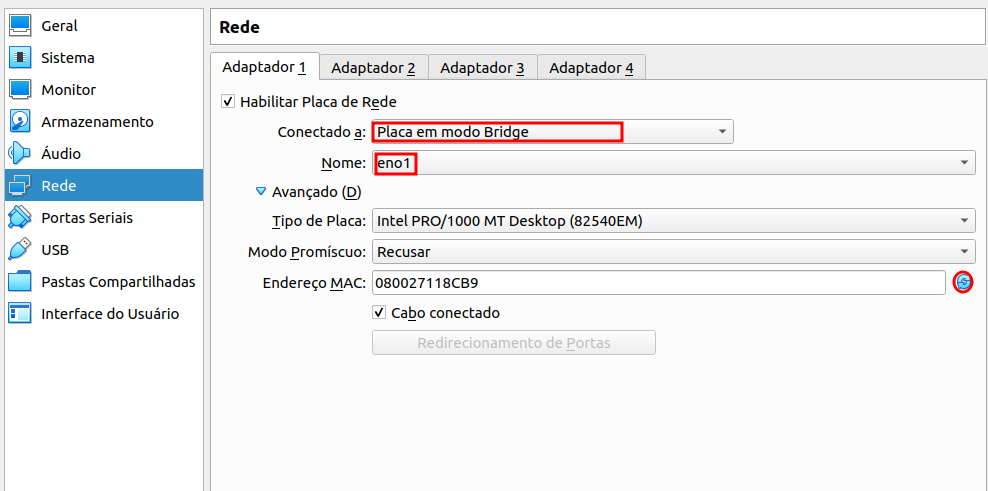 Geral
Sistema
Monitor
Armazenamento
Áudio
Rede
Portas Seriais
USB
Pastas Compartilhadas
Interface do Usuário
Rede
Adaptador 1 Adaptador 2 Adaptador 3 Adaptador 4
Habilitar Placa de Rede
Conectado a: Placa em modo Bridge
Nome: eno1
Avançado (D)
Tipo de Placa: Intel PRO/1000 MT Desktop (82540EM)
Modo Promíscuo: Recusar
Endereço MAC: 080027118CB9
Cabo conectado
Redirecionamento de Portas